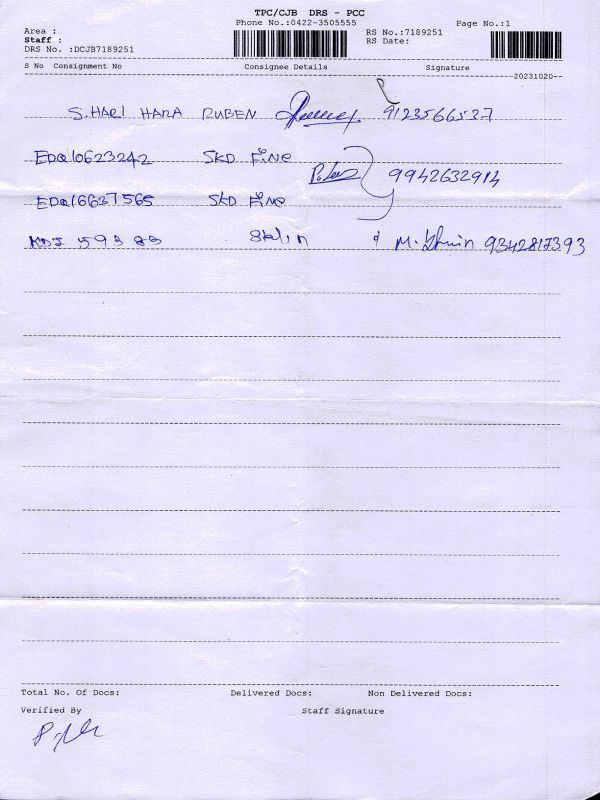 TPC/CJB DRS - PCC
Phone No.:0422-3505555
Page No.:1
Area :
RS No.:7189251
Staff :
RS Date:
DRS No. :DCJB7189251
S No Consignment No Consignee Details Signature
20231020
S. HARI HARA RUBEN 9123566537
EDQ10623242 SKD Fine
9942632914
EDQ16637565 SKD Fine
M. 9342817393
Total No. Of Docs: Delivered Docs: Non Delivered Docs:
Verified By Staff Signature